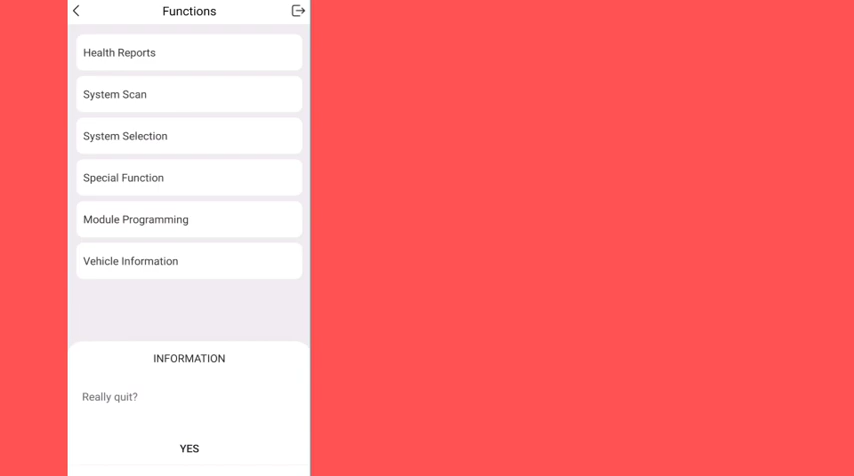 Functions
Health Reports
System Scan
System Selection
Special Function
Module Programming
Vehicle Information
INFORMATION
Really quit?
YES